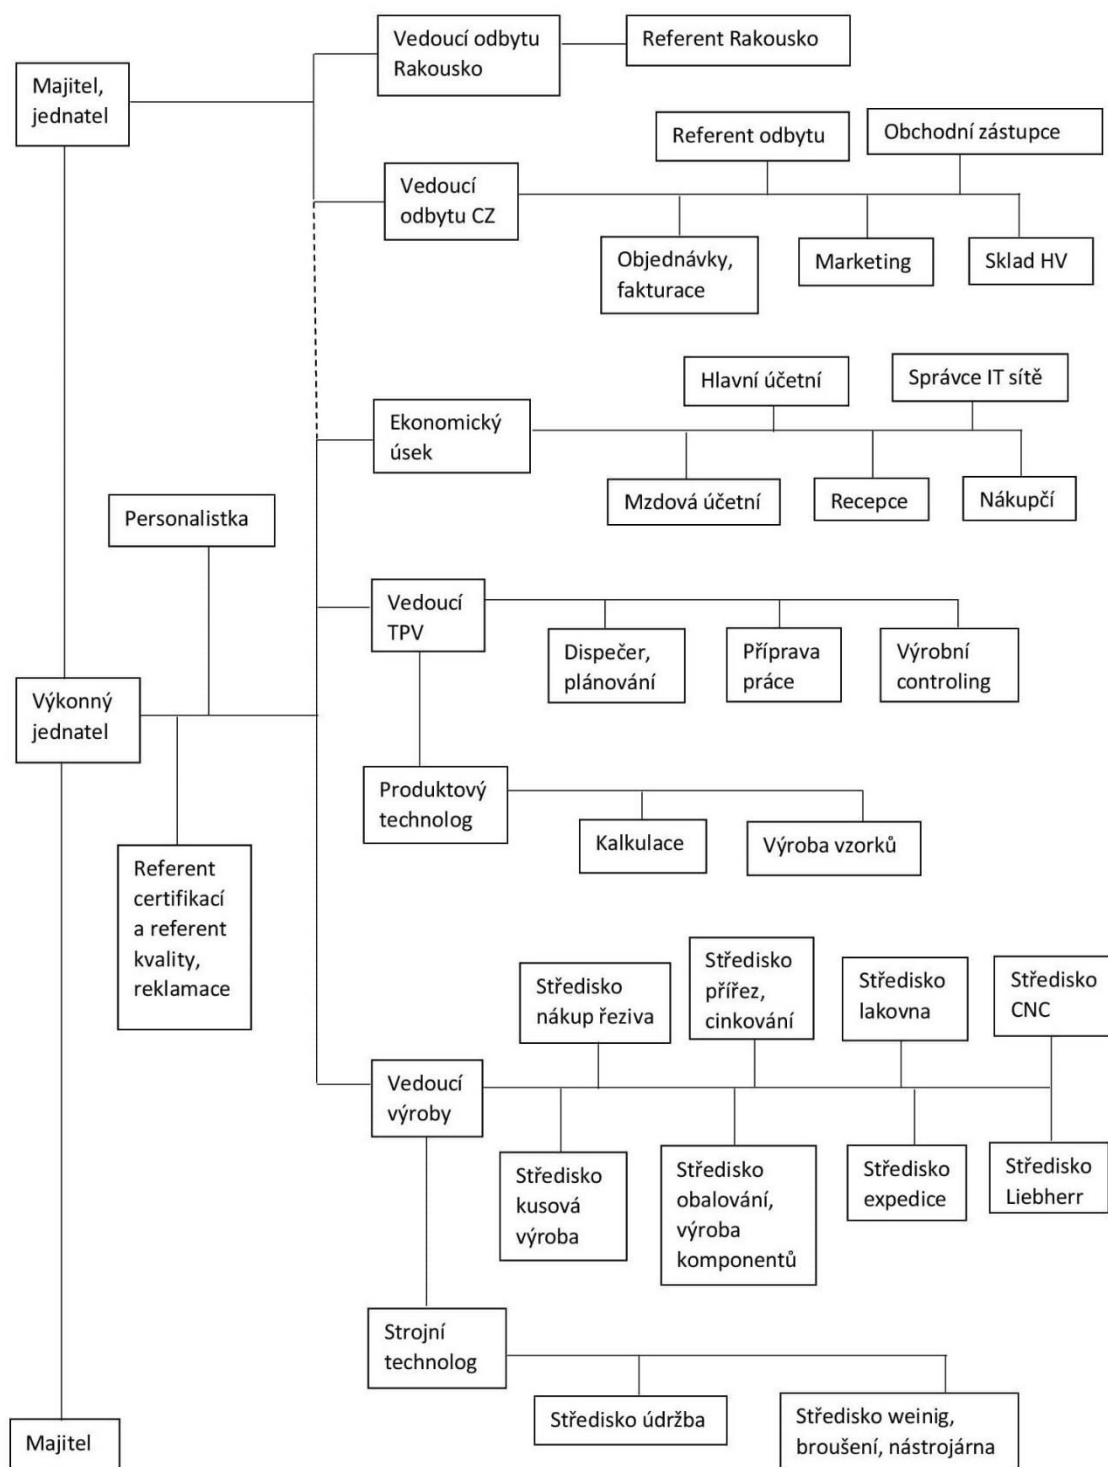 Vedoucí odbytu
Rakousko
Referent Rakousko
Majitel,
jednatel
Referent odbytu
Obchodní zástupce
Vedoucí
odbytu CZ
Objednávky,
fakturace
Marketing
Sklad HV
Hlavní účetní
Správce IT sítě
Ekonomický
úsek
Mzdová účetní
Recepce
Nákupčí
Personalistka
Vedoucí
TPV
Dispečer,
plánování
Příprava
práce
Výrobní
controling
Výkonný
jednatel
Produktový
technolog
Kalkulace
Výroba vzorků
Referent
certifikací
a referent
kvality,
reklamace
Středisko
nákup řeziva
Středisko
přířez,
cinkování
Středisko
lakovna
Středisko
CNC
Vedoucí
výroby
Středisko
kusová
výroba
Středisko
obalování,
výroba
komponentů
Středisko
expedice
Středisko
Liebherr
Strojní
technolog
Středisko údržba
Středisko weinig,
broušení, nástrojárna
Majitel